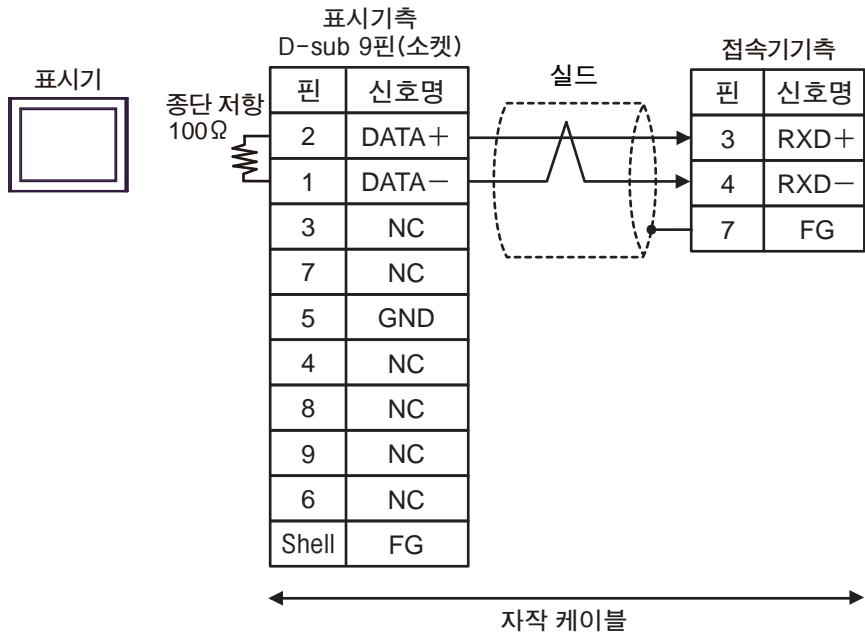 표시기
종단 저항
100Ω
표시기측
D-sub 9핀(소켓)
핀 신호명
2 DATA+
1 DATA-
3 NC
7 NC
5 GND
4 NC
8 NC
9 NC
6 NC
Shell FG
실드
접속기기측
핀 신호명
3 RXD+
4 RXD-
7 FG
자작 케이블